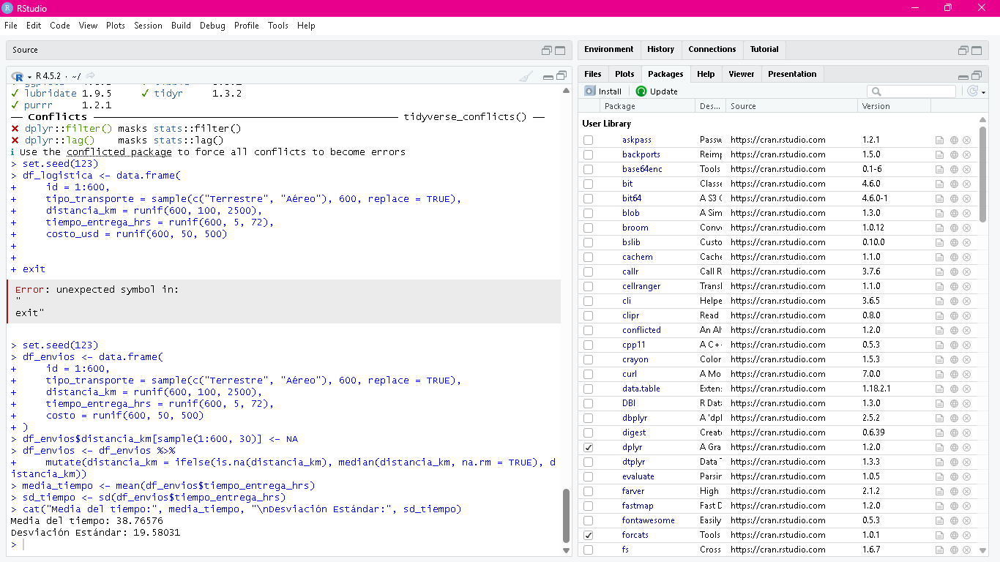 RStudio
File Edit Code View Plots Session Build Debug Profile Tools Help
Source
R 4.5.2 · ~/
✓ lubridate 1.9.5 ✓ tidyr 1.3.2
✓ purrr 1.2.1
── Conflicts ── tidyverse_conflicts() ──
✖ dplyr::filter() masks stats::filter()
✖ dplyr::lag() masks stats::lag()
ℹ Use the conflicted package to force all conflicts to become errors
> set.seed(123)
> df_logistica <- data.frame(
+ id = 1:600,
+ tipo_transporte = sample(c("Terrestre", "Aéreo"), 600, replace = TRUE),
+ distancia_km = runif(600, 100, 2500),
+ tiempo_entrega_hrs = runif(600, 5, 72),
+ costo_usd = runif(600, 50, 500)
+
+
+ exit
Error: unexpected symbol in:
"
exit"
> set.seed(123)
> df_envios <- data.frame(
+ id = 1:600,
+ tipo_transporte = sample(c("Terrestre", "Aéreo"), 600, replace = TRUE),
+ distancia_km = runif(600, 100, 2500),
+ tiempo_entrega_hrs = runif(600, 5, 72),
+ costo = runif(600, 50, 500)
+ )
> df_envios$distancia_km[sample(1:600, 30)] <- NA
> df_envios <- df_envios %>%
+ mutate(distancia_km = ifelse(is.na(distancia_km), median(distancia_km, na.rm = TRUE), d
istancia_km))
> media_tiempo <- mean(df_envios$tiempo_entrega_hrs)
> sd_tiempo <- sd(df_envios$tiempo_entrega_hrs)
> cat("Media del tiempo:", media_tiempo, "\nDesviación Estándar:", sd_tiempo)
Media del tiempo: 38.76576
Desviación Estándar: 19.58031
>
Environment History Connections Tutorial
Files Plots Packages Help Viewer Presentation
Install Update
Package Des... Source Version
User Library
askpass Passw https://cran.rstudio.com 1.2.1
backports Reimp https://cran.rstudio.com 1.5.0
base64enc Tools https://cran.rstudio.com 0.1-6
bit Classe https://cran.rstudio.com 4.6.0
bit64 A S3 C https://cran.rstudio.com 4.6.0-1
blob A Sim https://cran.rstudio.com 1.3.0
broom Conv https://cran.rstudio.com 1.0.12
bslib Custo https://cran.rstudio.com 0.10.0
cachem Cache https://cran.rstudio.com 1.1.0
callr Call R https://cran.rstudio.com 3.7.6
cellranger Transl https://cran.rstudio.com 1.1.0
cli Helpe https://cran.rstudio.com 3.6.5
clipr Read https://cran.rstudio.com 0.8.0
conflicted An Al https://cran.rstudio.com 1.2.0
cpp11 A C+ https://cran.rstudio.com 0.5.3
crayon Color https://cran.rstudio.com 1.5.3
curl A Mo https://cran.rstudio.com 7.0.0
data.table Exten https://cran.rstudio.com 1.18.2.1
DBI R Dat https://cran.rstudio.com 1.3.0
dbplyr A 'dpl https://cran.rstudio.com 2.5.2
digest Create https://cran.rstudio.com 0.6.39
dplyr A Gra https://cran.rstudio.com 1.2.0
dtplyr Data https://cran.rstudio.com 1.3.3
evaluate Parsir https://cran.rstudio.com 1.0.5
farver High https://cran.rstudio.com 2.1.2
fastmap Fast D https://cran.rstudio.com 1.2.0
fontawesome Easily https://cran.rstudio.com 0.5.3
forcats Tools https://cran.rstudio.com 1.0.1
fs Cross https://cran.rstudio.com 1.6.7